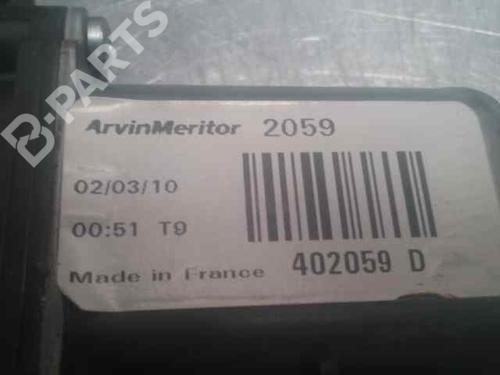 B-PARTS
ArvinMeritor 2059
02/03/10
00:51 T9
402059 D
Made in France